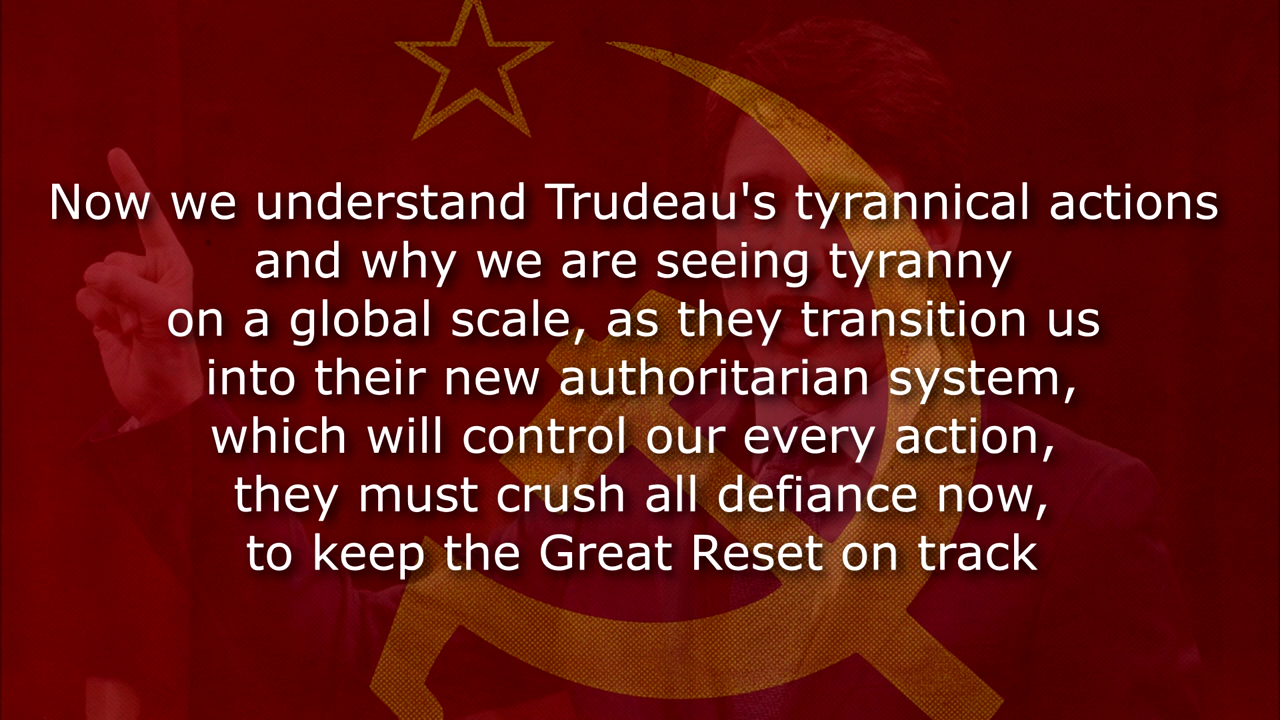 Now we understand Trudeau's tyrannical actions
and why we are seeing tyranny
on a global scale, as they transition us
into their new authoritarian system,
which will control our every action,
they must crush all defiance now,
to keep the Great Reset on track